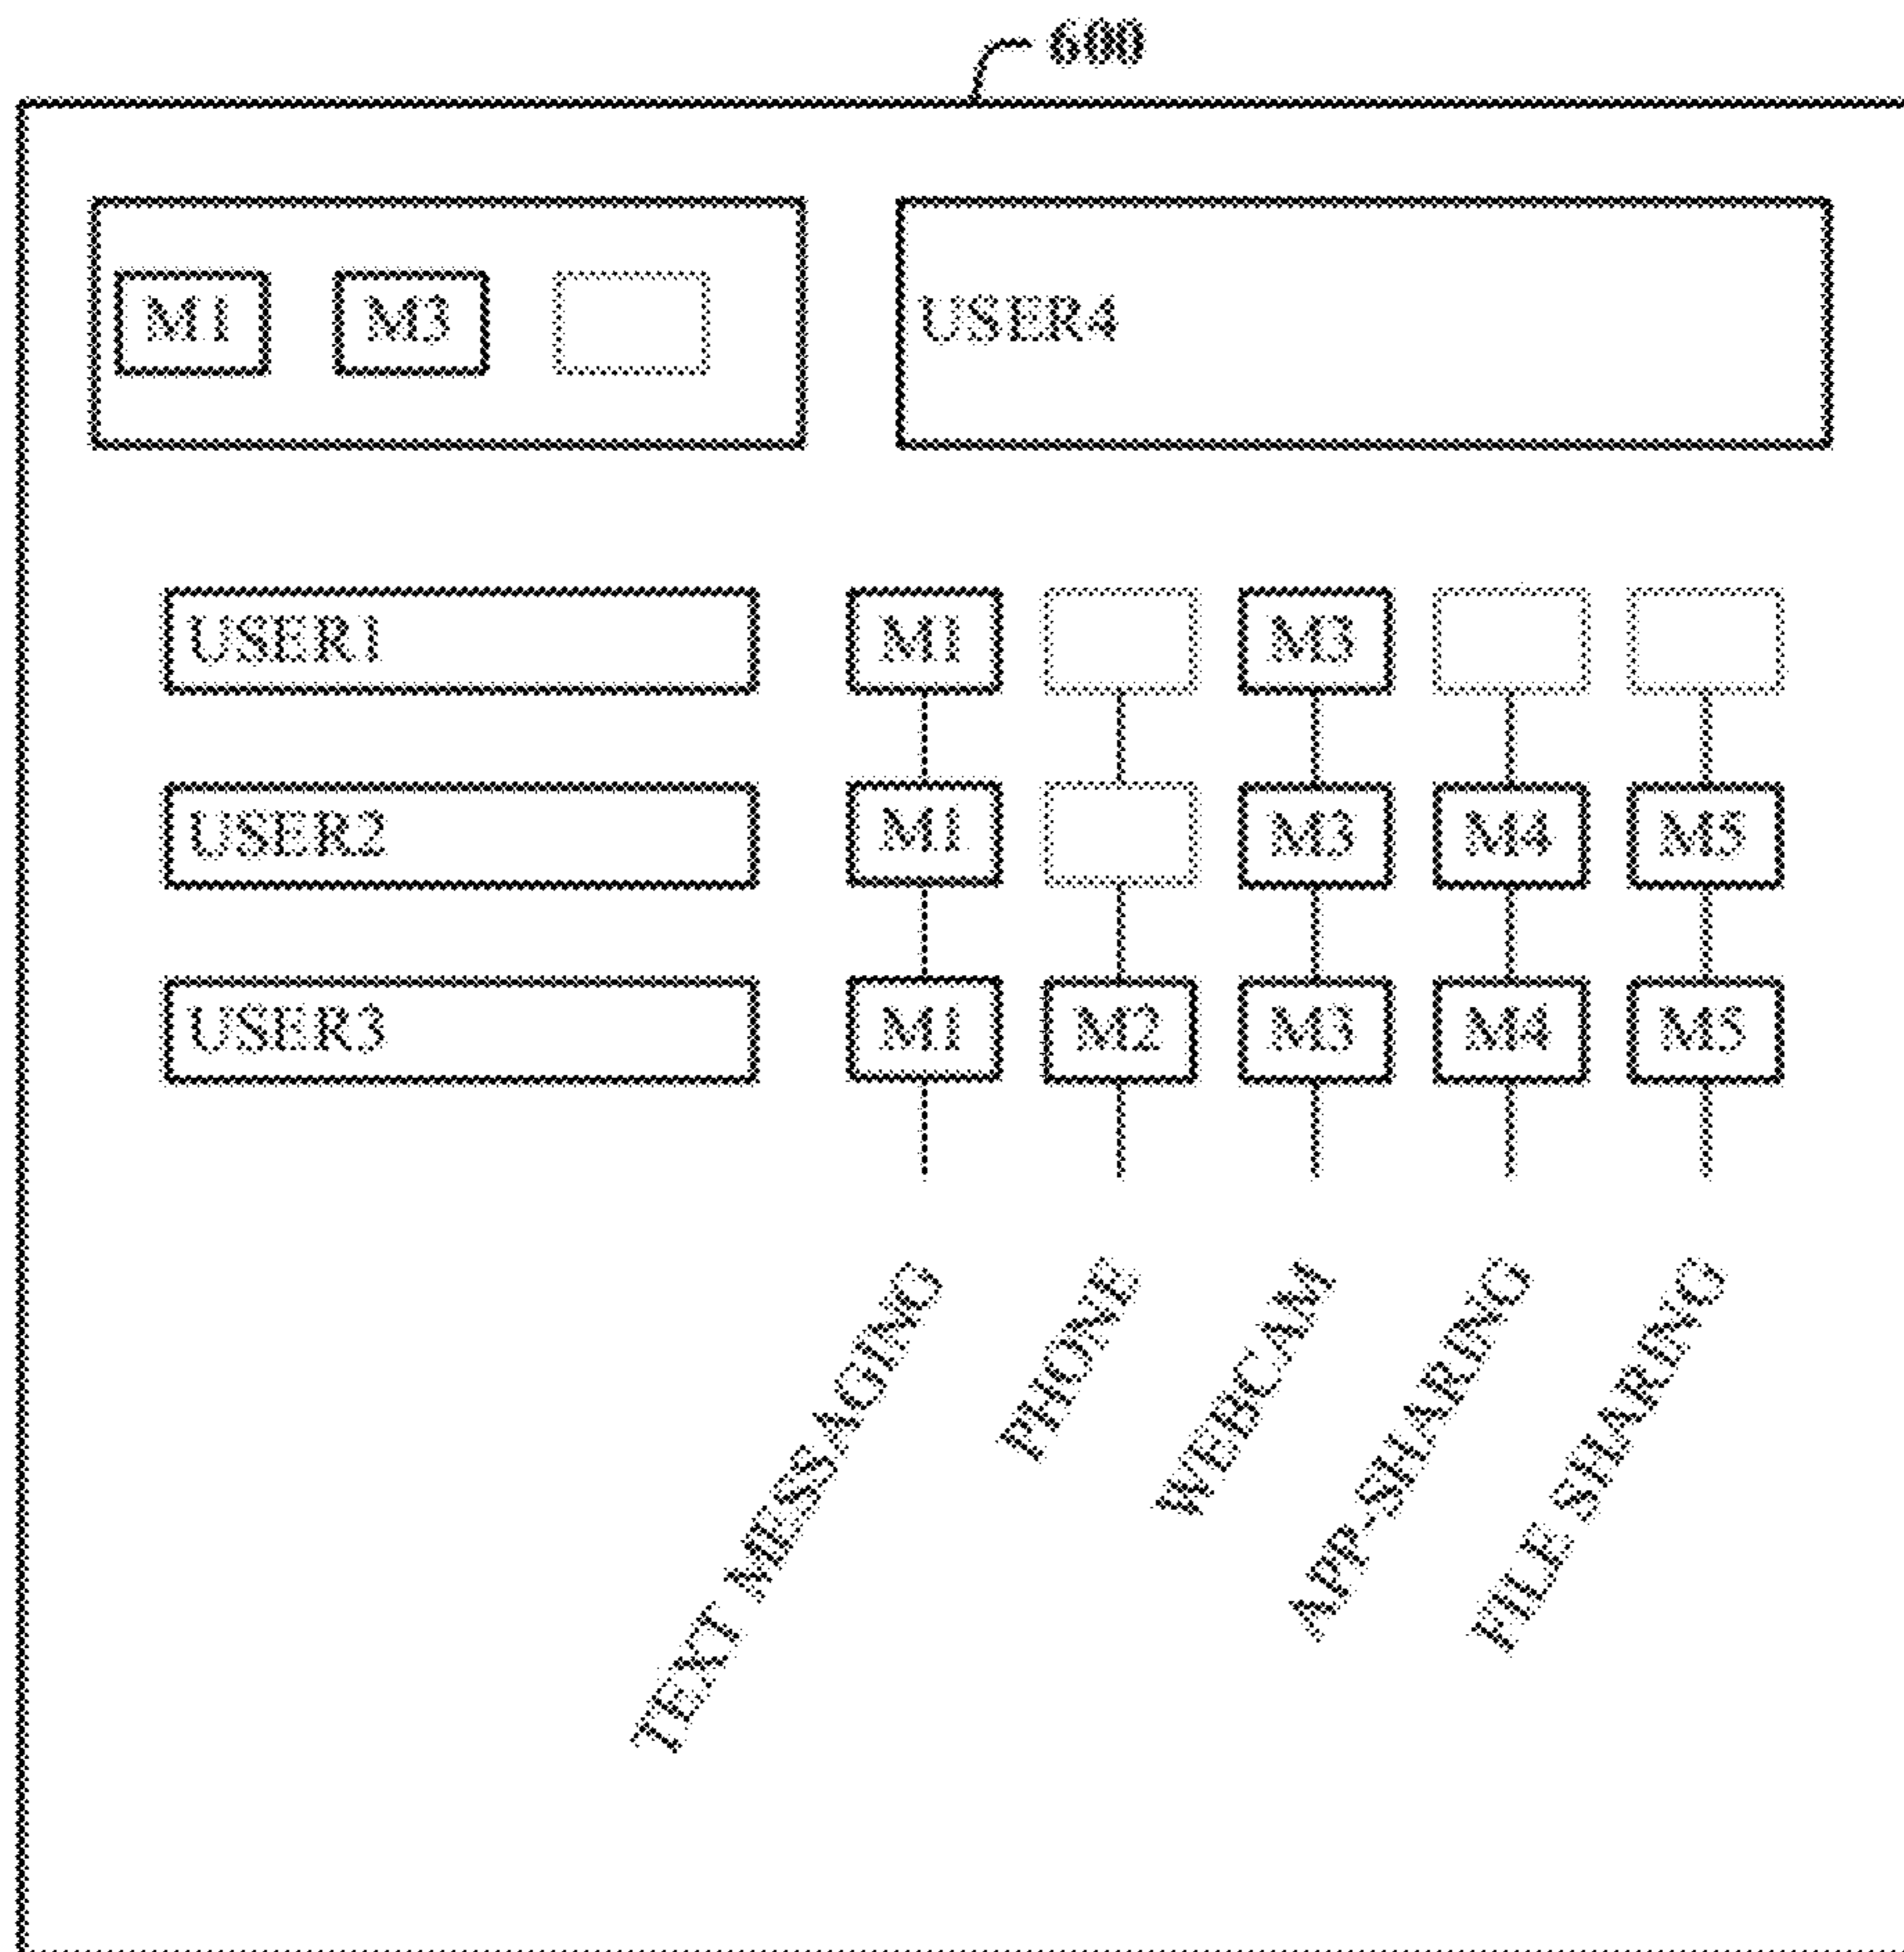 600
M1 M3 USER4
USER1 M1 M3
USER2 M1 M3 M4 M5
USER3 M1 M2 M3 M4 M5
TEXT MESSAGING
PHONE
WEBCAM
APP-SHARING
FILE SHARING